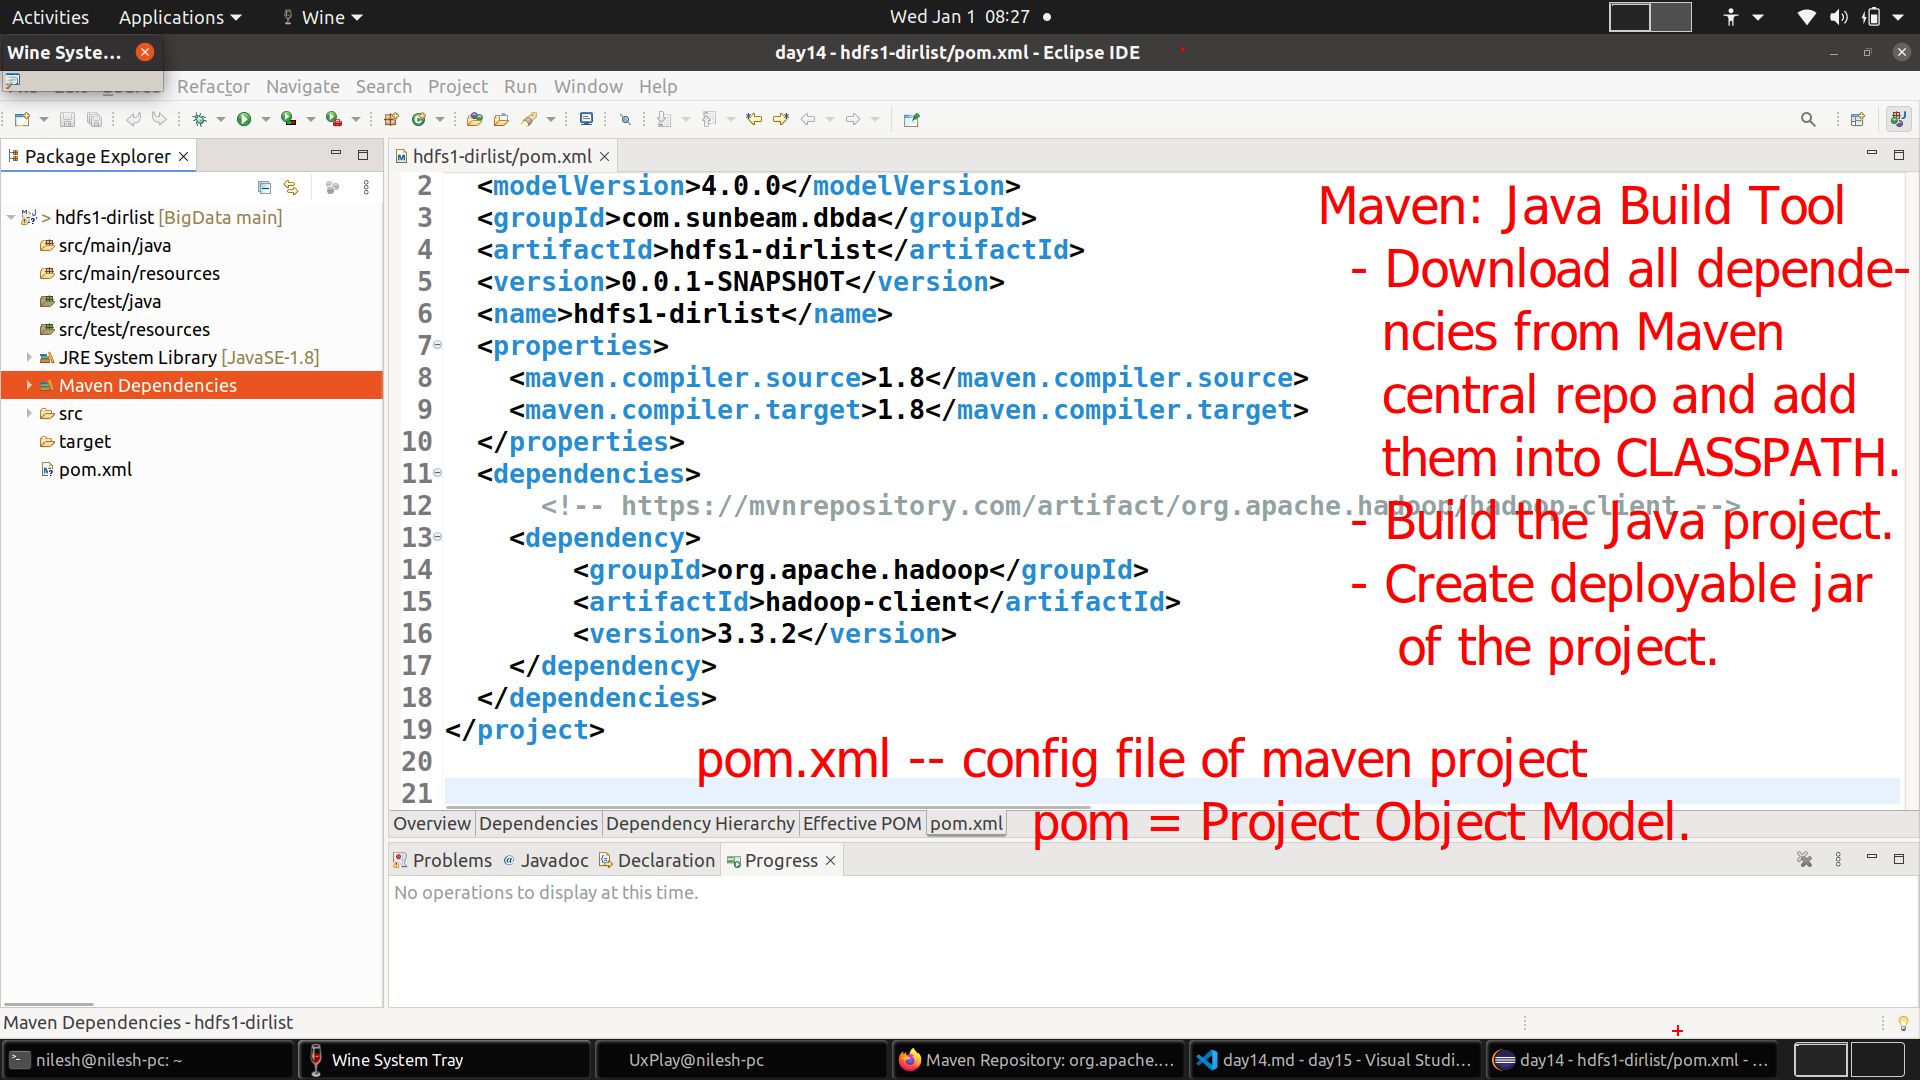 Activities
Applications
Wine
Wed Jan 1 08:27
Wine Syste...
day14 - hdfs1-dirlist/pom.xml - Eclipse IDE
Refactor Navigate Search Project Run Window Help
Package Explorer
hdfs1-dirlist/pom.xml
> hdfs1-dirlist [BigData main]
src/main/java
src/main/resources
src/test/java
src/test/resources
JRE System Library [JavaSE-1.8]
Maven Dependencies
src
target
pom.xml
2 <modelVersion>4.0.0</modelVersion>
3 <groupId>com.sunbeam.dbda</groupId>
4 <artifactId>hdfs1-dirlist</artifactId>
5 <version>0.0.1-SNAPSHOT</version>
6 <name>hdfs1-dirlist</name>
7 <properties>
8 <maven.compiler.source>1.8</maven.compiler.source>
9 <maven.compiler.target>1.8</maven.compiler.target>
10 </properties>
11 <dependencies>
12 <!-- https://mvnrepository.com/artifact/org.apache.hadoop/hadoop-client -->
13 <dependency>
14 <groupId>org.apache.hadoop</groupId>
15 <artifactId>hadoop-client</artifactId>
16 <version>3.3.2</version>
17 </dependency>
18 </dependencies>
19 </project>
20
21
Maven: Java Build Tool
- Download all depende-
ncies from Maven
central repo and add
them into CLASSPATH.
- Build the Java project.
- Create deployable jar
of the project.
pom.xml -- config file of maven project
pom = Project Object Model.
Overview Dependencies Dependency Hierarchy Effective POM pom.xml
Problems Javadoc Declaration Progress
No operations to display at this time.
Maven Dependencies - hdfs1-dirlist
nilesh@nilesh-pc: ~
Wine System Tray
UxPlay@nilesh-pc
Maven Repository: org.apache....
day14.md - day15 - Visual Studi...
day14 - hdfs1-dirlist/pom.xml - ...